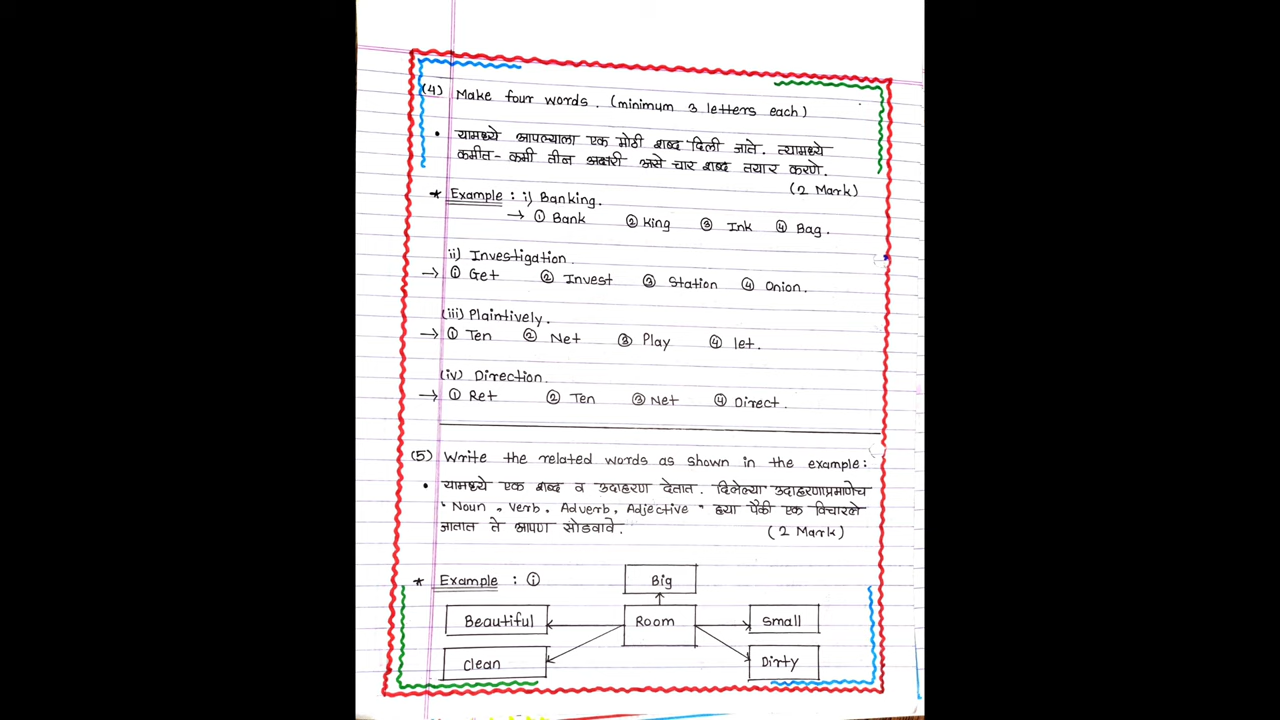 (4) Make four words. (minimum 3 letters each)
• यामध्ये आपल्याला एक मोठी शब्द दिली जाते. त्यामध्ये
कमीत - कमी तीन अक्षरी असे चार शब्द तयार करणे.
(2 Mark)
* Example : i) Banking.
→ ① Bank ② King ③ Ink ④ Bag.
ii) Investigation.
→ ① Get ② Invest ③ Station ④ Onion.
(iii) Plaintively.
→ ① Ten ② Net ③ Play ④ let.
(iv) Direction.
→ ① Ret ② Ten ③ Net ④ Direct.
(5) Write the related words as shown in the example:
• यामध्ये एक शब्द व उदाहरण देतात. दिलेल्या उदाहरणाप्रमाणेच
' Noun, Verb, Adverb, Adjective ' ह्या पैकी एक विचारले
जातात ते आपण सोडवावे.
(2 Mark)
* Example : ①
Big
Beautiful Room Small
Clean Dirty